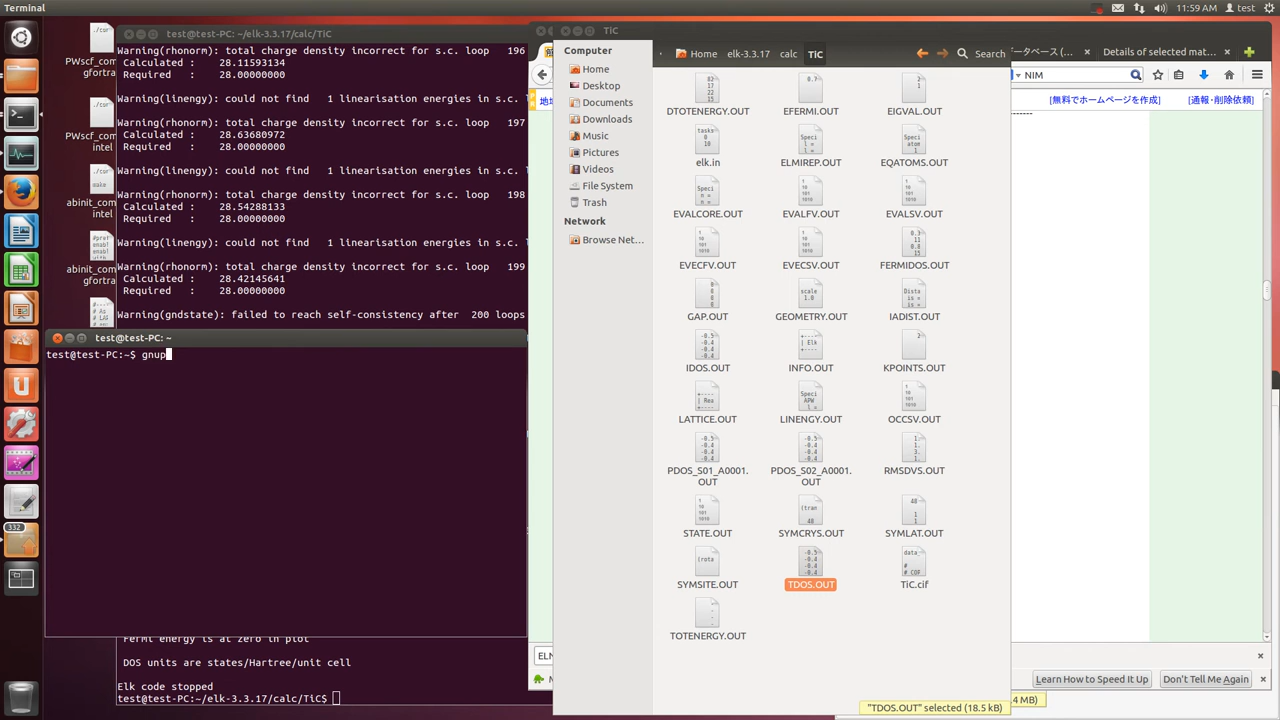 Terminal
11:59 AM
test
test@test-PC: ~/elk-3.3.17/calc/TiC
Warning(rhonorm): total charge density incorrect for s.c. loop   196
Calculated :    28.11593134
Required   :    28.00000000
Warning(linengy): could not find   1 linearisation energies in s.c. l
Warning(rhonorm): total charge density incorrect for s.c. loop   197
Calculated :    28.63680972
Required   :    28.00000000
Warning(linengy): could not find   1 linearisation energies in s.c. l
Warning(rhonorm): total charge density incorrect for s.c. loop   198
Calculated :    28.54288133
Required   :    28.00000000
Warning(linengy): could not find   1 linearisation energies in s.c. l
Warning(rhonorm): total charge density incorrect for s.c. loop   199
Calculated :    28.42145641
Required   :    28.00000000
Warning(gndstate): failed to reach self-consistency after  200 loops
test@test-PC: ~
test@test-PC:~$ gnup
Fermi energy is at zero in plot
DOS units are states/Hartree/unit cell
Elk code stopped
test@test-PC:~/elk-3.3.17/calc/TiC$
./cur
PWscf_comp
gfortra
./cor
PWscf_comp
intel
make
abinit_com
intel
abinit_com
gfortra
332
TiC
Computer
Home
Desktop
Documents
Downloads
Music
Pictures
Videos
File System
Trash
Network
Browse Net...
Home
elk-3.3.17
calc
TiC
Search
DTOTENERGY.OUT
EFERMI.OUT
EIGVAL.OUT
elk.in
ELMIREP.OUT
EQATOMS.OUT
EVALCORE.OUT
EVALFV.OUT
EVALSV.OUT
EVECFV.OUT
EVECSV.OUT
FERMIDOS.OUT
GAP.OUT
GEOMETRY.OUT
IADIST.OUT
IDOS.OUT
INFO.OUT
KPOINTS.OUT
LATTICE.OUT
LINENGY.OUT
OCCSV.OUT
PDOS_S01_A0001.
OUT
PDOS_S02_A0001.
OUT
RMSDVS.OUT
STATE.OUT
SYMCRYS.OUT
SYMLAT.OUT
SYMSITE.OUT
TDOS.OUT
TiC.cif
TOTENERGY.OUT
"TDOS.OUT" selected (18.5 kB)
データベース (...
Details of selected mat...
NIM
[無料でホームページを作成]
[通報・削除依頼]
Learn How to Speed It Up
Don't Tell Me Again
.4 MB)